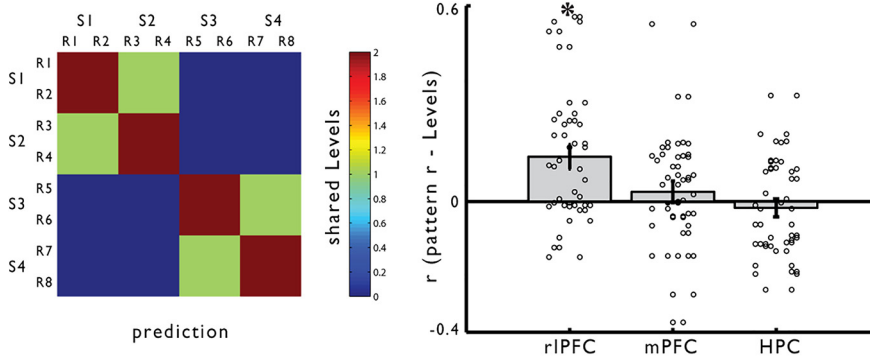 S1 S2 S3 S4
R1 R2 R3 R4 R5 R6 R7 R8
S1
R1
R2
S2
R3
R4
S3
R5
R6
S4
R7
R8
prediction
shared Levels
2
1.8
1.6
1.4
1.2
1
0.8
0.6
0.4
0.2
0
r (pattern r - Levels)
0.6
0
-0.4
*
rlPFC mPFC HPC